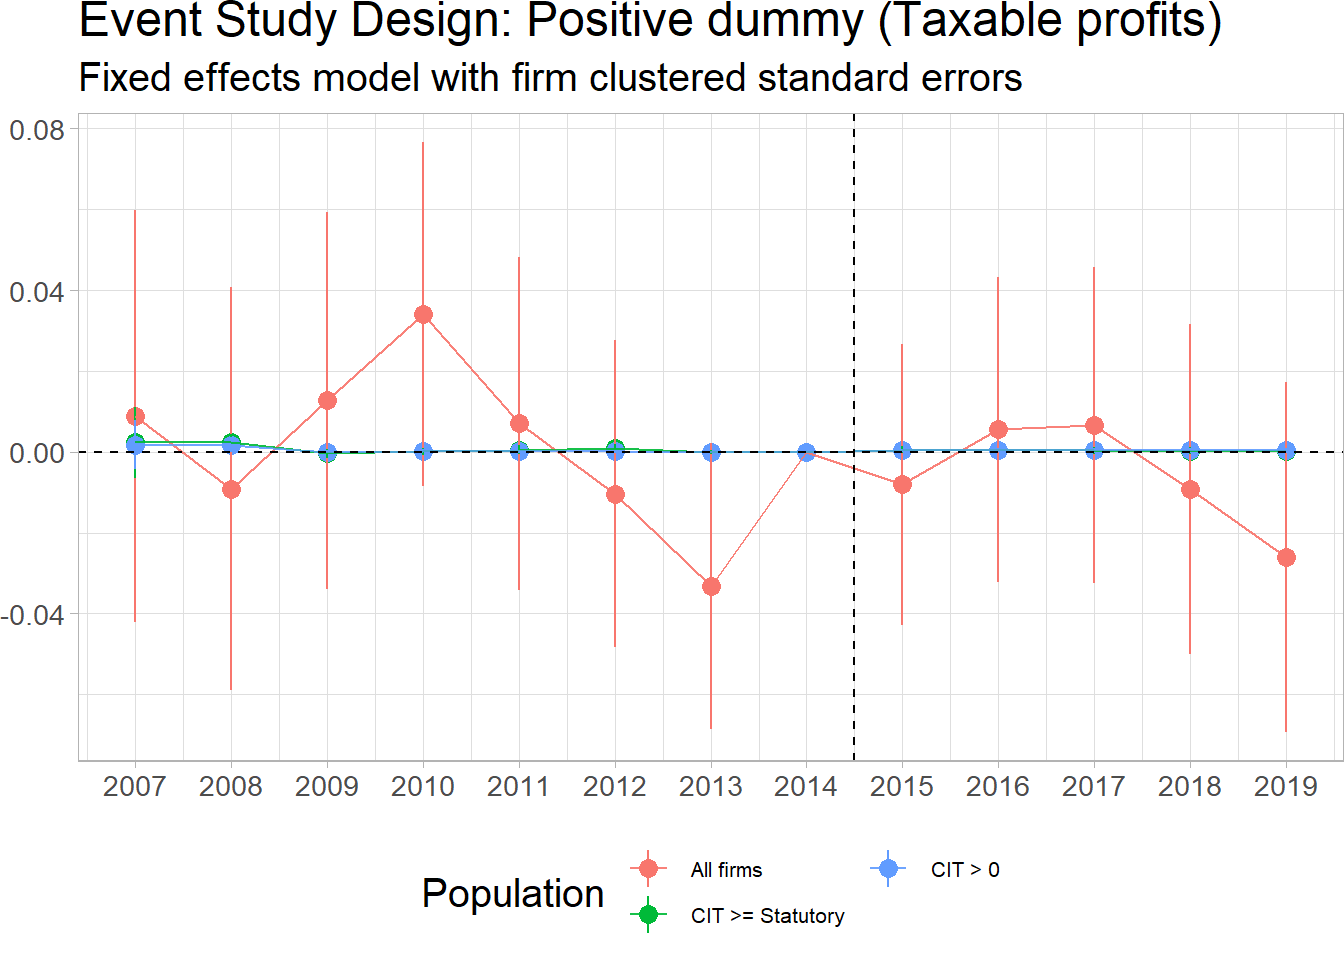 Event Study Design: Positive dummy (Taxable profits)
Fixed effects model with firm clustered standard errors
0.08
0.04
0.00
-0.04
2007 2008 2009 2010 2011 2012 2013 2014 2015 2016 2017 2018 2019
Population
All firms
CIT > 0
CIT >= Statutory